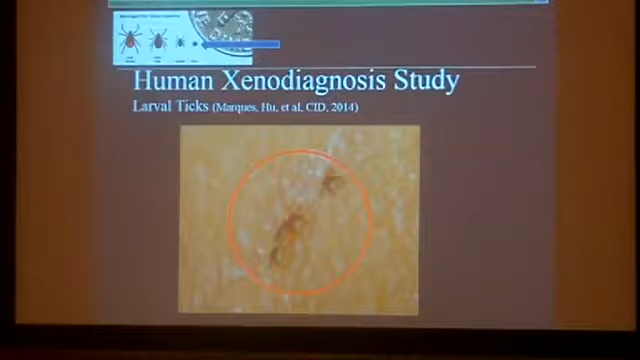 Human Xenodiagnosis Study
Larval Ticks (Marques, Hu, et al, CID, 2014)